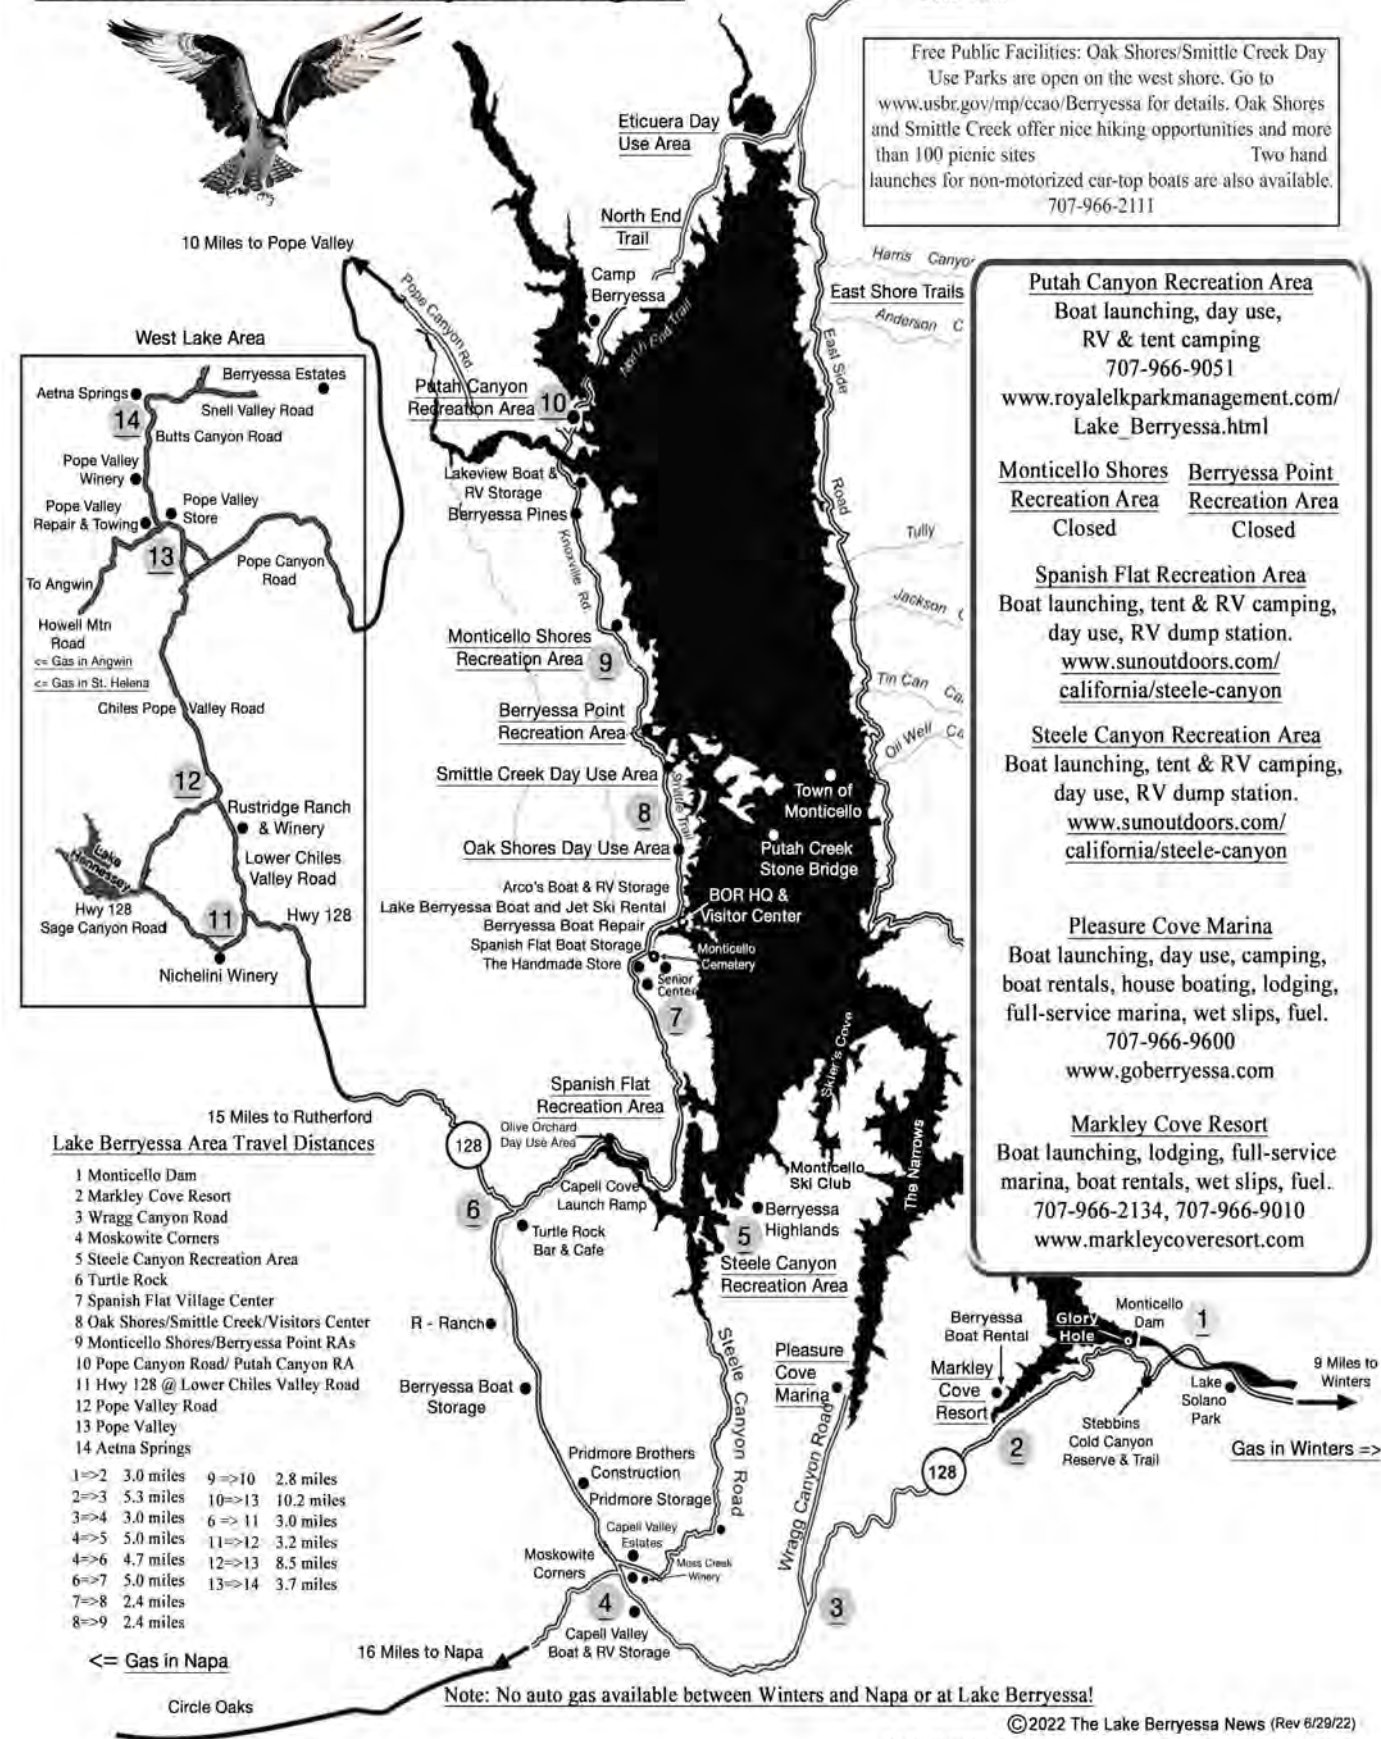 Free Public Facilities: Oak Shores/Smittle Creek Day
Use Parks are open on the west shore. Go to
www.usbr.gov/mp/ccao/Berryessa for details. Oak Shores
and Smittle Creek offer nice hiking opportunities and more
than 100 picnic sites Two hand
launches for non-motorized car-top boats are also available.
707-966-2111
Eticuera Day
Use Area
North End
Trail
Camp
Berryessa
North End Trail
10 Miles to Pope Valley
Pope Canyon Rd.
Harris Canyo
East Shore Trails
Anderson C
East Side
Road
Tully
Jackson C
Tin Can Ca
Oil Well Ca
Putah Canyon Recreation Area
Boat launching, day use,
RV & tent camping
707-966-9051
www.royalelkparkmanagement.com/
Lake_Berryessa.html
Monticello Shores
Recreation Area
Closed
Berryessa Point
Recreation Area
Closed
Spanish Flat Recreation Area
Boat launching, tent & RV camping,
day use, RV dump station.
www.sunoutdoors.com/
california/steele-canyon
Steele Canyon Recreation Area
Boat launching, tent & RV camping,
day use, RV dump station.
www.sunoutdoors.com/
california/steele-canyon
Pleasure Cove Marina
Boat launching, day use, camping,
boat rentals, house boating, lodging,
full-service marina, wet slips, fuel.
707-966-9600
www.goberryessa.com
Markley Cove Resort
Boat launching, lodging, full-service
marina, boat rentals, wet slips, fuel.
707-966-2134, 707-966-9010
www.markleycoveresort.com
West Lake Area
Aetna Springs
Berryessa Estates
14
Snell Valley Road
Butts Canyon Road
Pope Valley
Winery
Pope Valley
Repair & Towing
Pope Valley
Store
13
Pope Canyon
Road
To Angwin
Howell Mtn
Road
<= Gas in Angwin
<= Gas in St. Helena
Chiles Pope Valley Road
12
Rustridge Ranch
& Winery
Lake
Hennessey
Lower Chiles
Valley Road
Hwy 128
Sage Canyon Road
11
Hwy 128
Nichelini Winery
Putah Canyon
Recreation Area
10
Lakeview Boat &
RV Storage
Berryessa Pines
Knoxville Rd.
Monticello Shores
Recreation Area
9
Berryessa Point
Recreation Area
Smittle Creek Day Use Area
Smittle Trail
8
Oak Shores Day Use Area
Town of
Monticello
Putah Creek
Stone Bridge
BOR HQ &
Visitor Center
Arco's Boat & RV Storage
Lake Berryessa Boat and Jet Ski Rental
Berryessa Boat Repair
Spanish Flat Boat Storage
The Handmade Store
Monticello
Cemetery
Senior
Center
7
Skier's Cove
The Narrows
Spanish Flat
Recreation Area
Olive Orchard
Day Use Area
128
Capell Cove
Launch Ramp
6
Turtle Rock
Bar & Cafe
Monticello
Ski Club
Berryessa
Highlands
5
Steele Canyon
Recreation Area
R - Ranch
Berryessa Boat
Storage
Steele Canyon Road
Pleasure
Cove
Marina
Wragg Canyon Road
Pridmore Brothers
Construction
Pridmore Storage
Capell Valley
Estates
Moss Creek
Winery
Moskowite
Corners
4
Capell Valley
Boat & RV Storage
3
Berryessa
Boat Rental
Markley
Cove
Resort
Glory
Hole
Monticello
Dam
1
2
128
Stebbins
Cold Canyon
Reserve & Trail
Lake
Solano
Park
9 Miles to
Winters
Gas in Winters =>
15 Miles to Rutherford
Lake Berryessa Area Travel Distances
1 Monticello Dam
2 Markley Cove Resort
3 Wragg Canyon Road
4 Moskowite Corners
5 Steele Canyon Recreation Area
6 Turtle Rock
7 Spanish Flat Village Center
8 Oak Shores/Smittle Creek/Visitors Center
9 Monticello Shores/Berryessa Point RAs
10 Pope Canyon Road/ Putah Canyon RA
11 Hwy 128 @ Lower Chiles Valley Road
12 Pope Valley Road
13 Pope Valley
14 Aetna Springs
1=>2 3.0 miles 9 =>10 2.8 miles
2=>3 5.3 miles 10=>13 10.2 miles
3=>4 3.0 miles 6 => 11 3.0 miles
4=>5 5.0 miles 11=>12 3.2 miles
4=>6 4.7 miles 12=>13 8.5 miles
6=>7 5.0 miles 13=>14 3.7 miles
7=>8 2.4 miles
8=>9 2.4 miles
<= Gas in Napa
16 Miles to Napa
Circle Oaks
Note: No auto gas available between Winters and Napa or at Lake Berryessa!
©2022 The Lake Berryessa News (Rev 6/29/22)